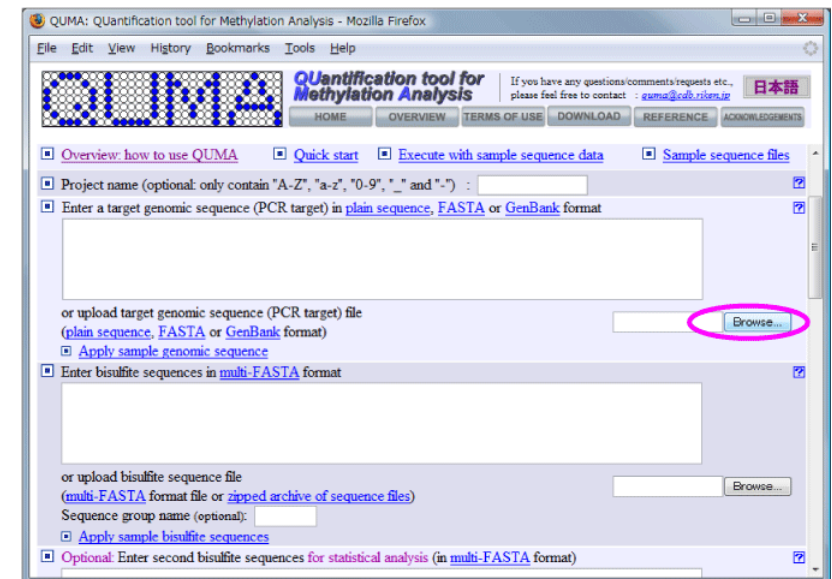 QUMA: QUantification tool for Methylation Analysis - Mozilla Firefox
File Edit View History Bookmarks Tools Help
QUMA
QUantification tool for
Methylation Analysis
If you have any questions/comments/requests etc.,
please feel free to contact : quma@cdb.riken.jp
日本語
HOME OVERVIEW TERMS OF USE DOWNLOAD REFERENCE ACKNOWLEDGEMENTS
Overview: how to use QUMA Quick start Execute with sample sequence data Sample sequence files
Project name (optional: only contain "A-Z", "a-z", "0-9", "_" and "-") : ?
Enter a target genomic sequence (PCR target) in plain sequence, FASTA or GenBank format ?
or upload target genomic sequence (PCR target) file
(plain sequence, FASTA or GenBank format)
Browse...
Apply sample genomic sequence
Enter bisulfite sequences in multi-FASTA format ?
or upload bisulfite sequence file
(multi-FASTA format file or zipped archive of sequence files)
Browse...
Sequence group name (optional):
Apply sample bisulfite sequences
Optional: Enter second bisulfite sequences for statistical analysis (in multi-FASTA format) ?